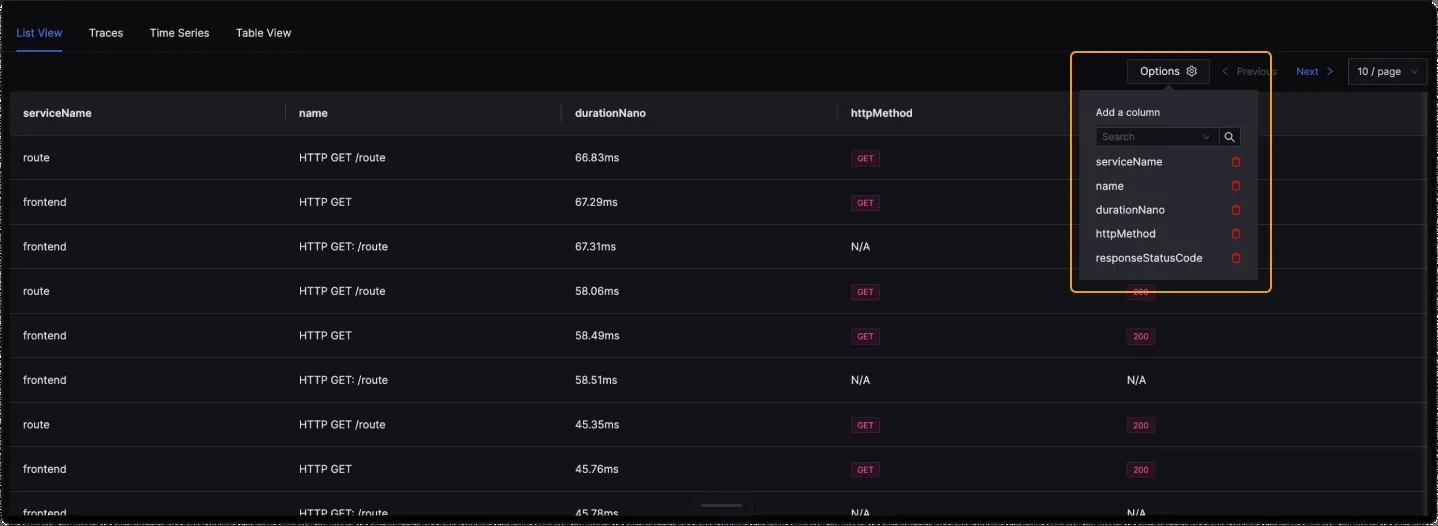 List View Traces Time Series Table View
Options Previous Next 10 / page
serviceName name durationNano httpMethod
Add a column
Search
serviceName
name
durationNano
httpMethod
responseStatusCode
route HTTP GET /route 66.83ms GET
frontend HTTP GET 67.29ms GET
frontend HTTP GET: /route 67.31ms N/A
route HTTP GET /route 58.06ms GET 200
frontend HTTP GET 58.49ms GET 200
frontend HTTP GET: /route 58.51ms N/A N/A
route HTTP GET /route 45.35ms GET 200
frontend HTTP GET 45.76ms GET 200
frontend HTTP GET: /route 45.78ms N/A N/A